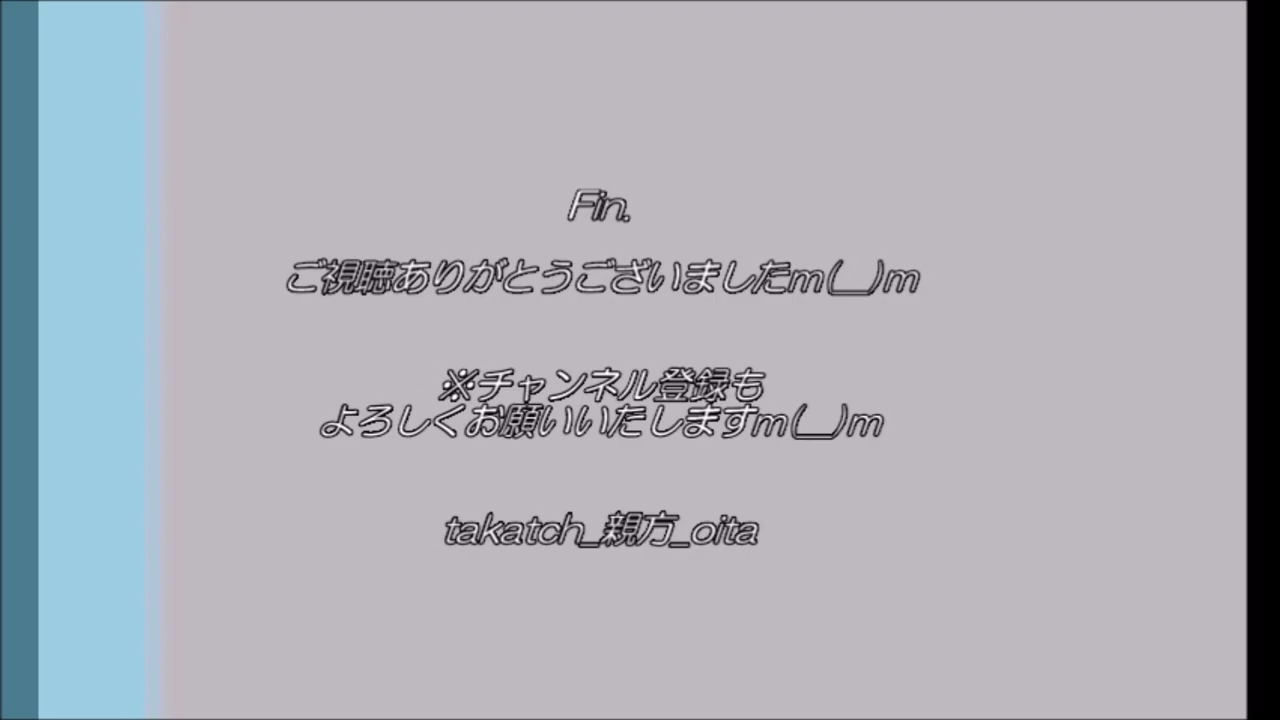 Fin.
ご視聴ありがとうございましたm(__)m
※チャンネル登録も
よろしくお願いいたしますm(__)m
takatch_親方_oita